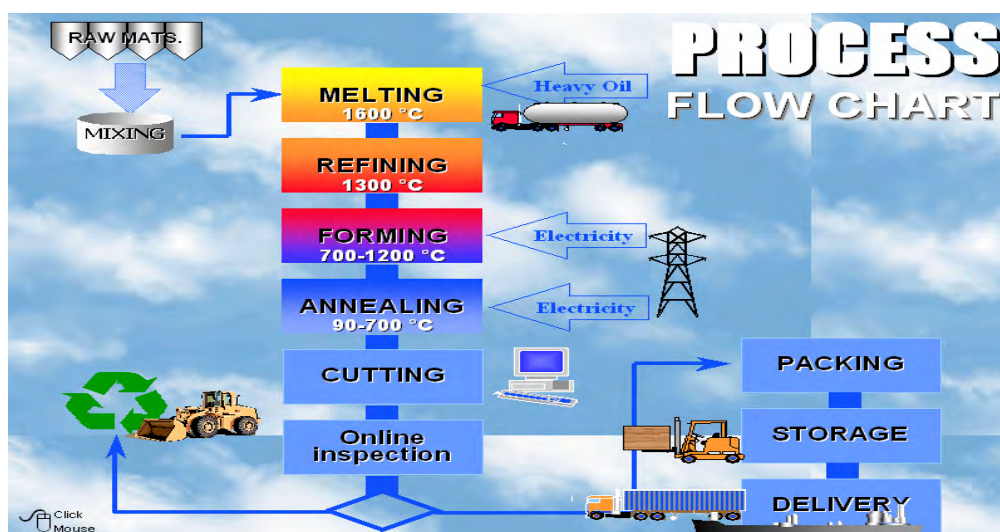 PROCESS
FLOW CHART
RAW MATS.
MIXING
MELTING
1600 °C
Heavy Oil
REFINING
1300 °C
FORMING
700-1200 °C
Electricity
ANNEALING
90-700 °C
Electricity
CUTTING
Online
inspection
PACKING
STORAGE
DELIVERY
Click
Mouse